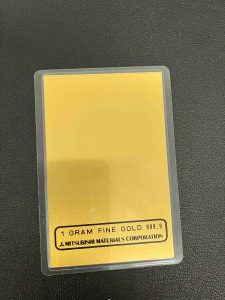 1 GRAM FINE GOLD 999.9
MITSUBISHI MATERIALS CORPORATION